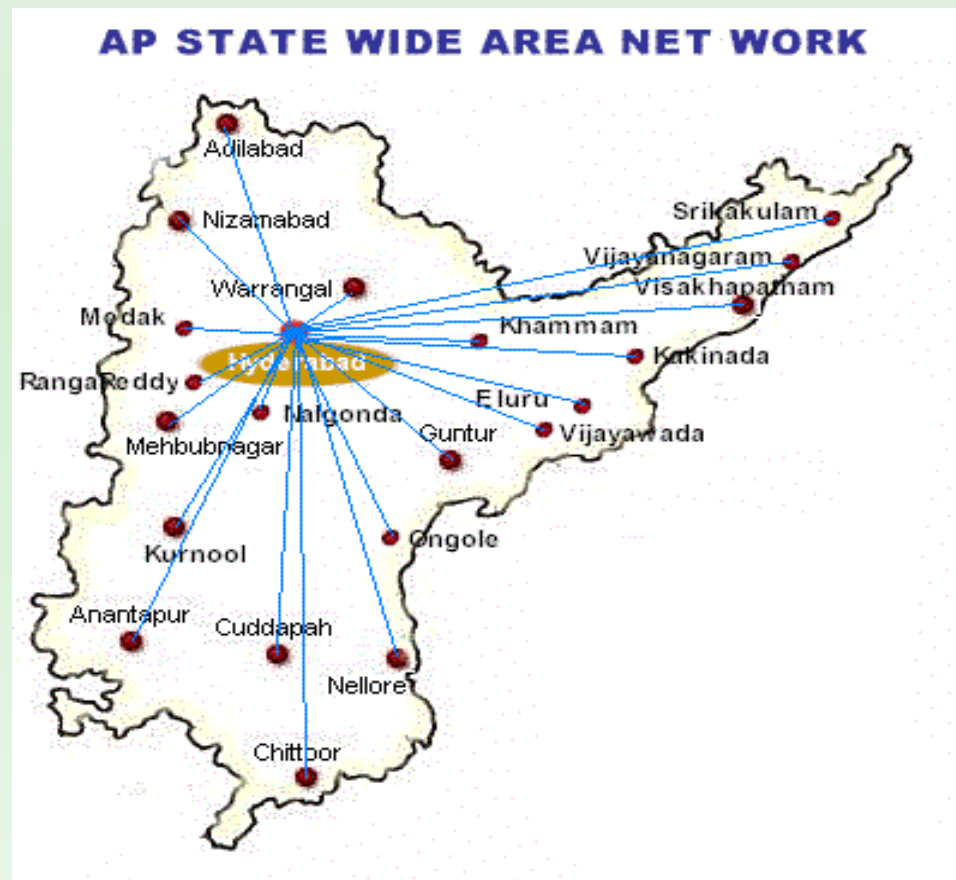 AP STATE WIDE AREA NET WORK
Adilabad
Nizamabad
Srikakulam
Vijayanagaram
Warrangal
Visakhapatnam
Medak
Khammam
Hyderabad
Kakinada
RangaReddy
Nalgonda
Eluru
Mehbubnagar
Guntur
Vijayawada
Kurnool
Ongole
Anantapur
Cuddapah
Nellore
Chittoor